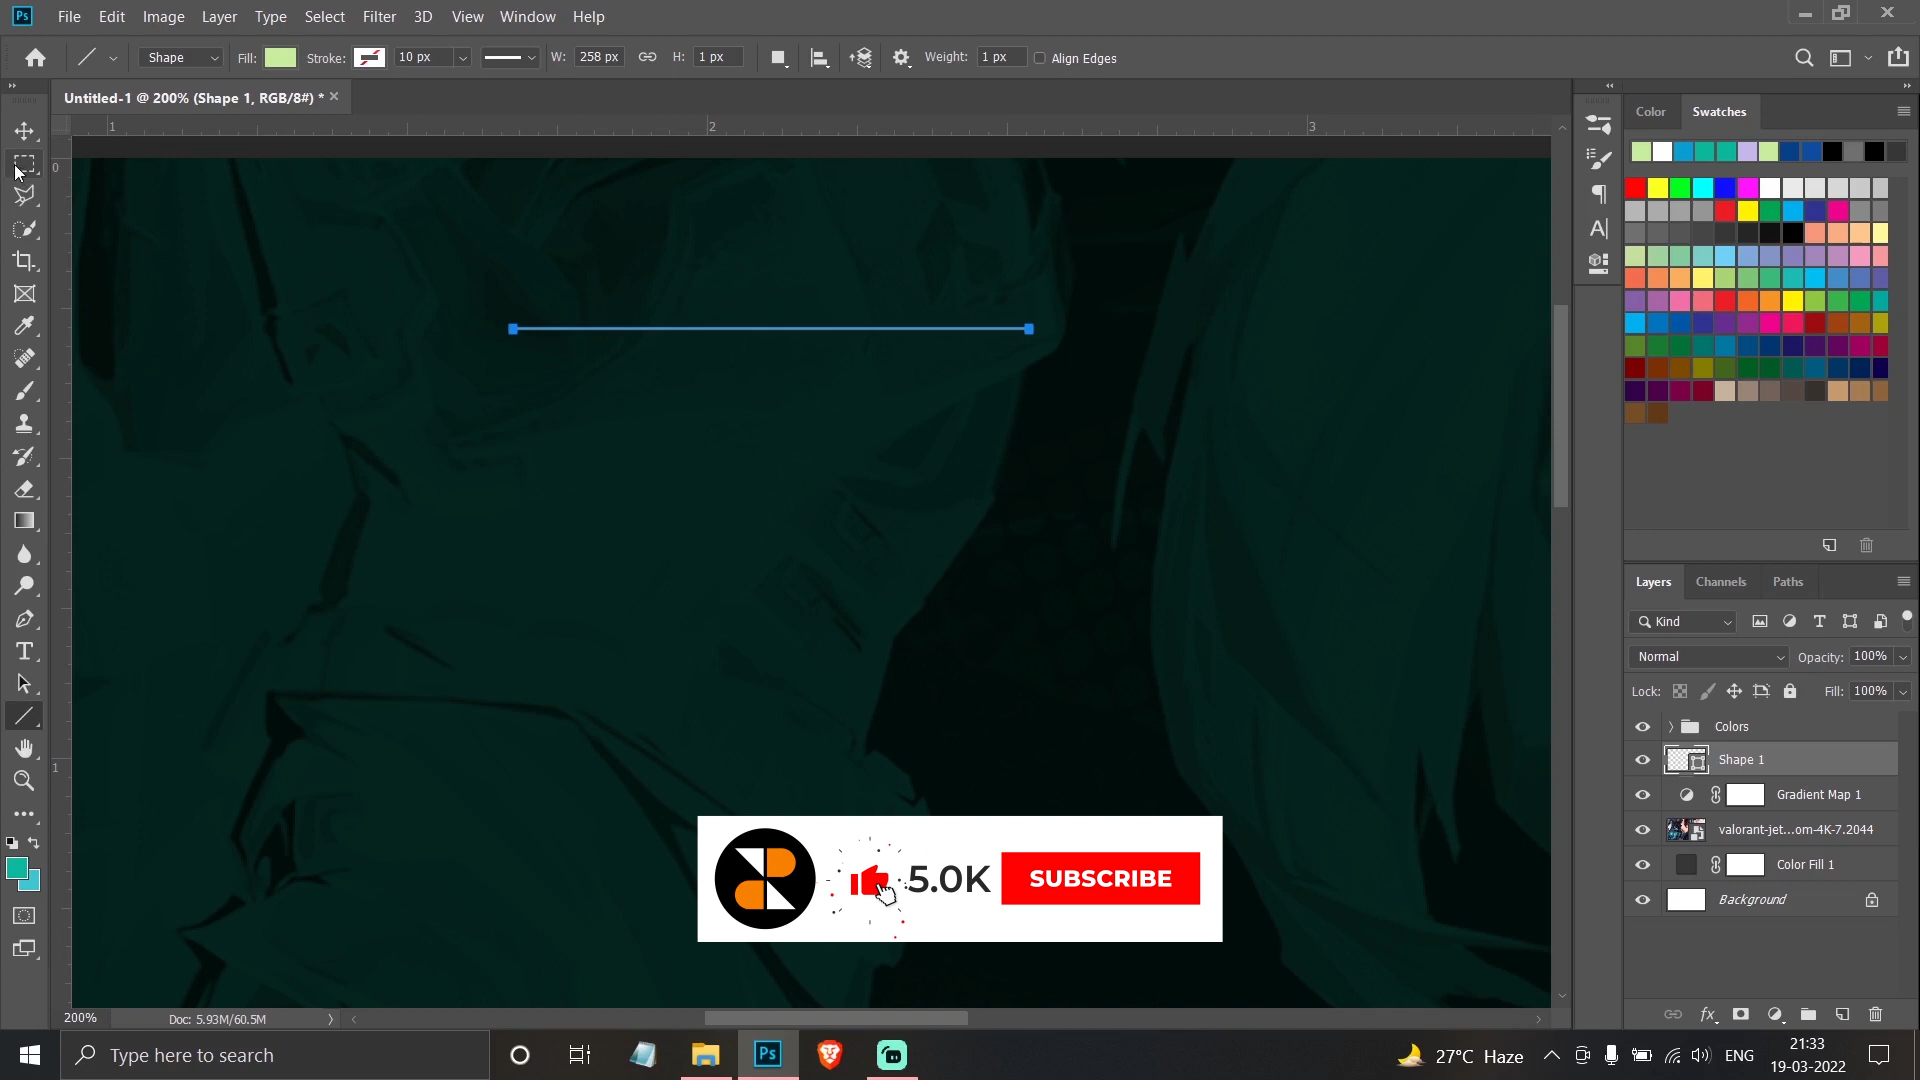 Ps File Edit Image Layer Type Select Filter 3D View Window Help
Shape Fill: Stroke: 10 px W: 258 px H: 1 px Weight: 1 px Align Edges
Untitled-1 @ 200% (Shape 1, RGB/8#) *
Color Swatches
1 2 3
0
1
Layers Channels Paths
Kind
Normal Opacity: 100%
Lock: Fill: 100%
Colors
Shape 1
Gradient Map 1
valorant-jet...om-4K-7.2044
Color Fill 1
Background
5.0K SUBSCRIBE
200% Doc: 5.93M/60.5M
Type here to search
Ps
27°C Haze
ENG
21:33
19-03-2022